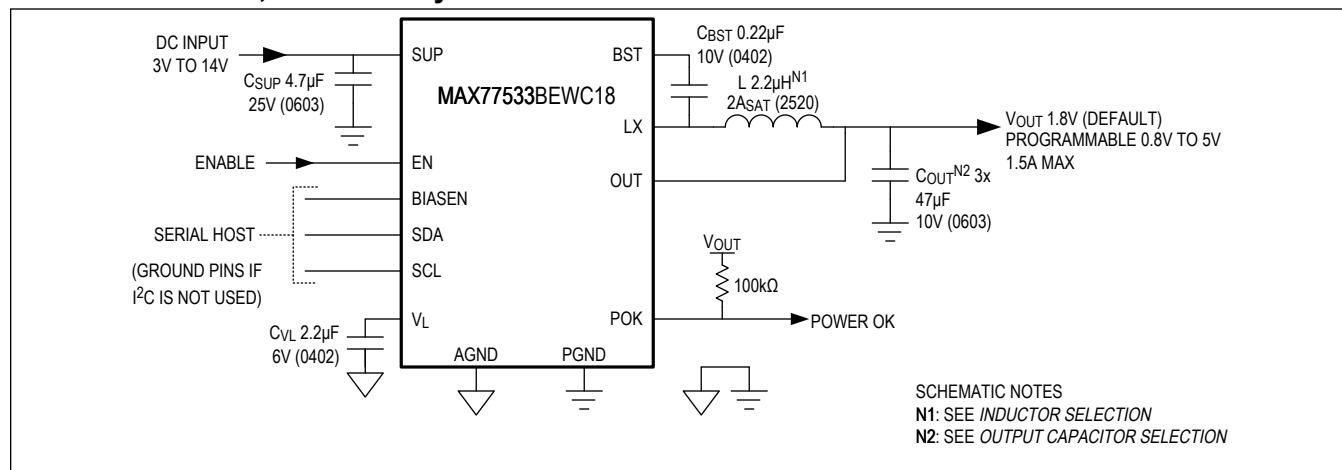 DC INPUT
3V TO 14V
CSUP 4.7µF
25V (0603)
ENABLE
SERIAL HOST
(GROUND PINS IF
I2C IS NOT USED)
CVL 2.2µF
6V (0402)
SUP
EN
BIASEN
SDA
SCL
VL
MAX77533BEWC18
AGND
PGND
BST
LX
OUT
POK
CBST 0.22µF
10V (0402)
L 2.2µHN1
2ASAT (2520)
VOUT 1.8V (DEFAULT)
PROGRAMMABLE 0.8V TO 5V
1.5A MAX
COUTN2 3x
47µF
10V (0603)
VOUT
100kΩ
POWER OK
SCHEMATIC NOTES
N1: SEE INDUCTOR SELECTION
N2: SEE OUTPUT CAPACITOR SELECTION